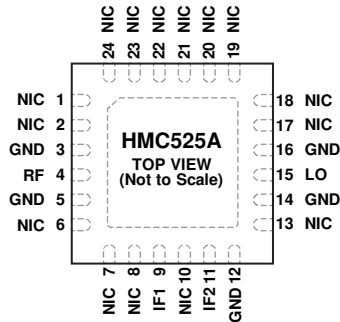 24 NIC
23 NIC
22 NIC
21 NIC
20 NIC
19 NIC
NIC 1
NIC 2
GND 3
RF 4
GND 5
NIC 6
HMC525A
TOP VIEW
(Not to Scale)
18 NIC
17 NIC
16 GND
15 LO
14 GND
13 NIC
NIC 7
NIC 8
IF1 9
NIC 10
IF2 11
GND 12